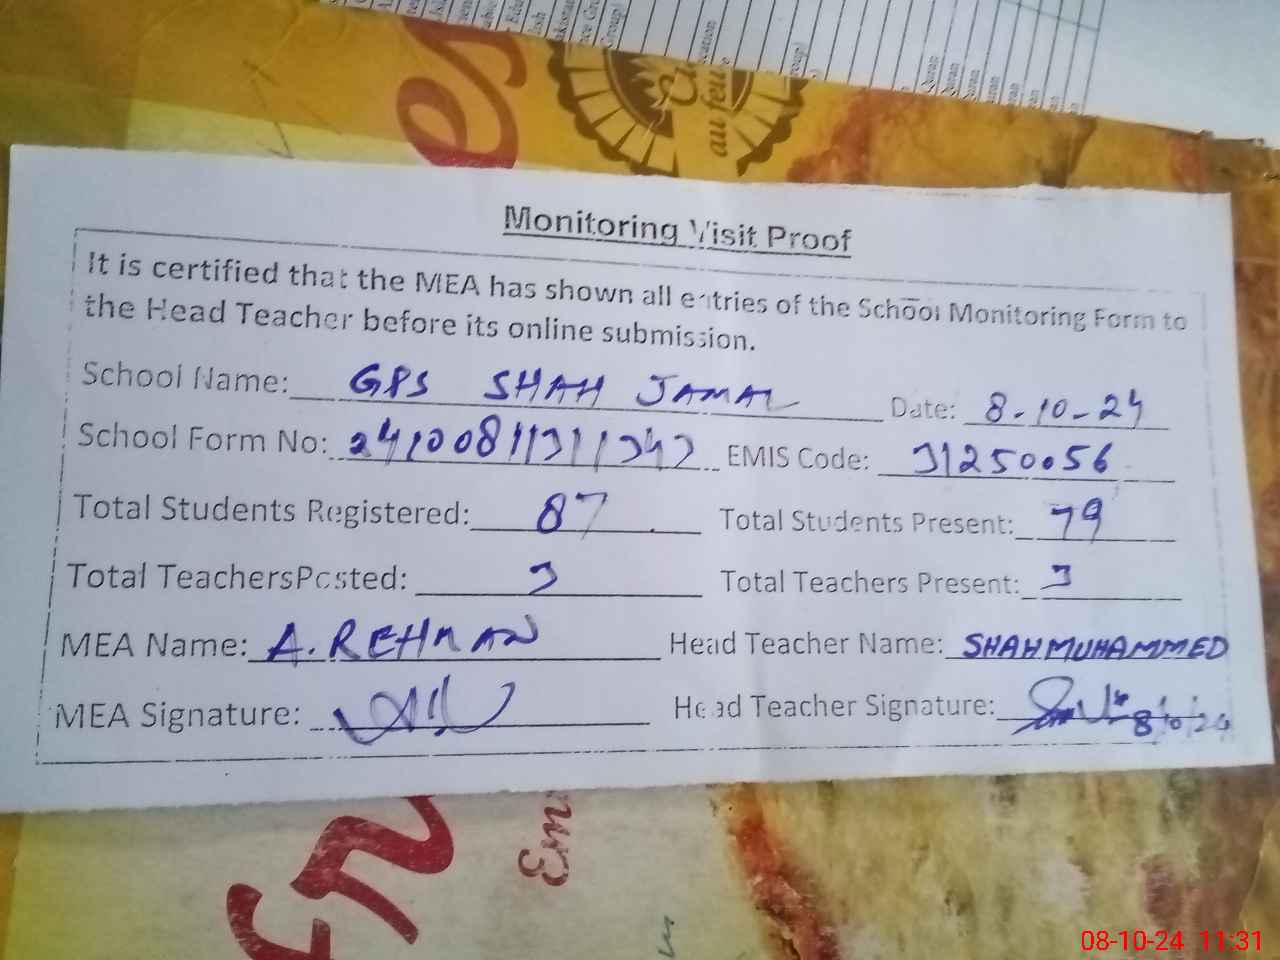 Monitoring Visit Proof
It is certified that the MEA has shown all entries of the School Monitoring Form to
the Head Teacher before its online submission.
School Name: GPS SHAH JAMAL Date: 8-10-24
School Form No: EMIS Code: 31250056
Total Students Registered: 87 Total Students Present: 79
Total TeachersPosted: 3 Total Teachers Present: 3
MEA Name: A. REHMAN Head Teacher Name: SHAH MUHAMMED
MEA Signature: Head Teacher Signature: 8/10/24
08-10-24 11:31